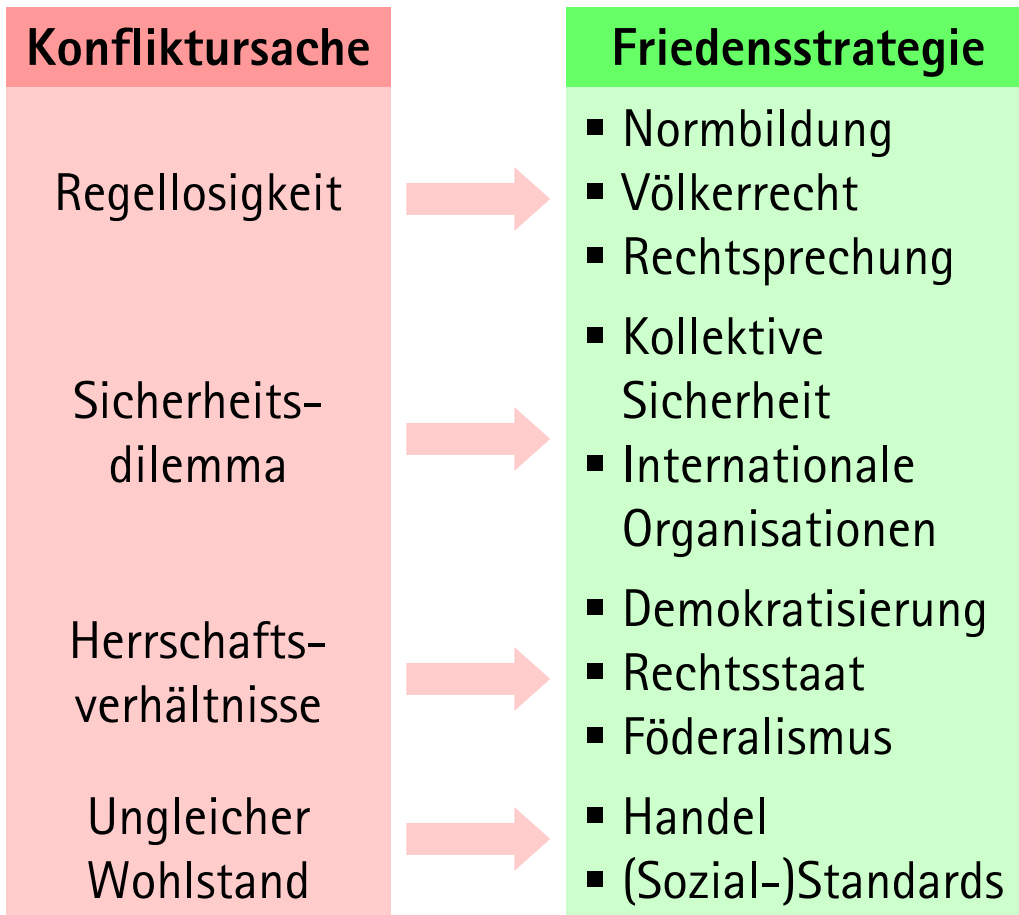 Konfliktursache
Friedensstrategie
Regellosigkeit
▪ Normbildung
▪ Völkerrecht
▪ Rechtsprechung
Sicherheits-
dilemma
▪ Kollektive
Sicherheit
▪ Internationale
Organisationen
Herrschafts-
verhältnisse
▪ Demokratisierung
▪ Rechtsstaat
▪ Föderalismus
Ungleicher
Wohlstand
▪ Handel
▪ (Sozial-)Standards